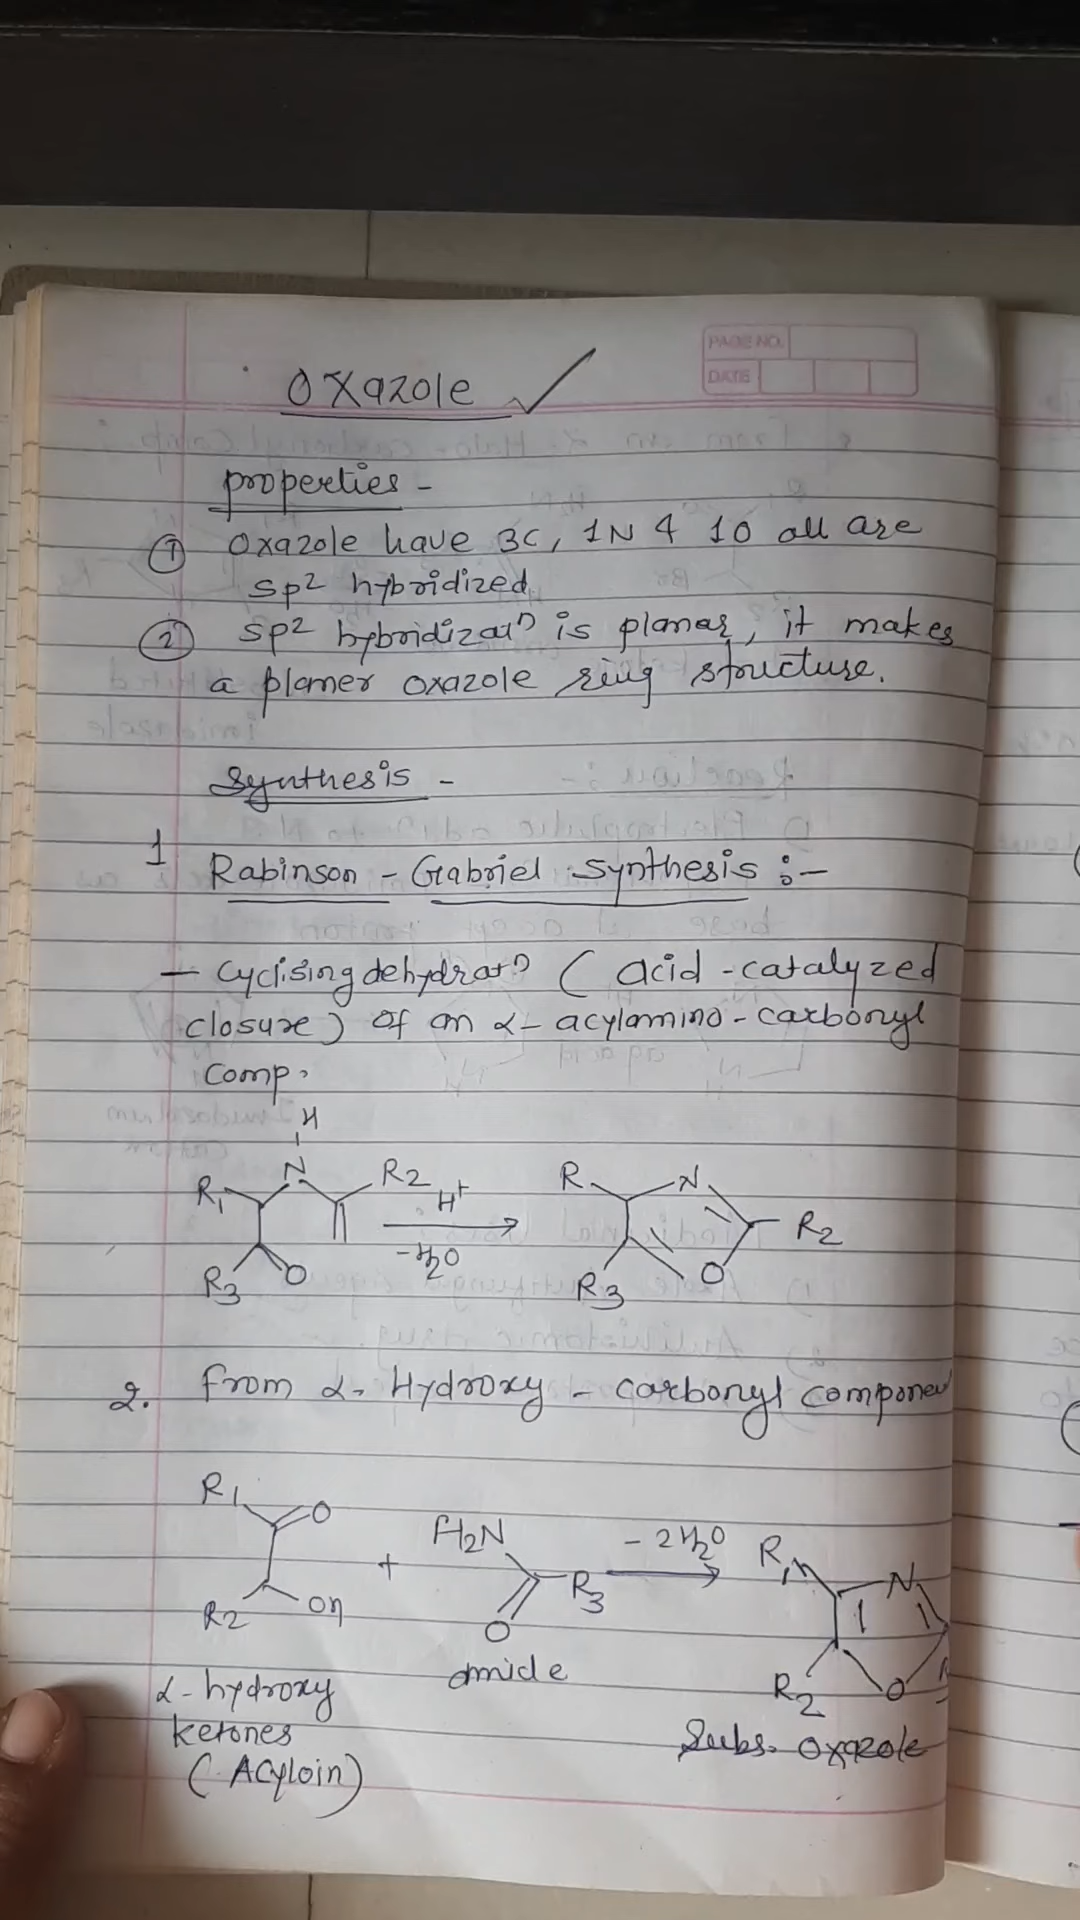 PAGE NO.
DATE
Oxazole ✓
properties -
① Oxazole have 3C, 1N & 1O all are
sp² hybridized
② sp² hybridizatⁿ is planar, it makes
a planer oxazole ring structure.
Synthesis -
1 Rabinson - Gabriel synthesis :-
- Cyclising dehydratⁿ (acid-catalyzed
closure) of an α- acylamino-carbonyl
comp.
H
R1 N R2 H⁺ R N R2
R3 O -H2O R3 O
2. from α- Hydroxy - carbonyl componen
R1 O H2N R3 - 2H2O R1 N
R2 OH + O R2 O
α-hydroxy amide
ketones Subs. Oxazole
(Acyloin)